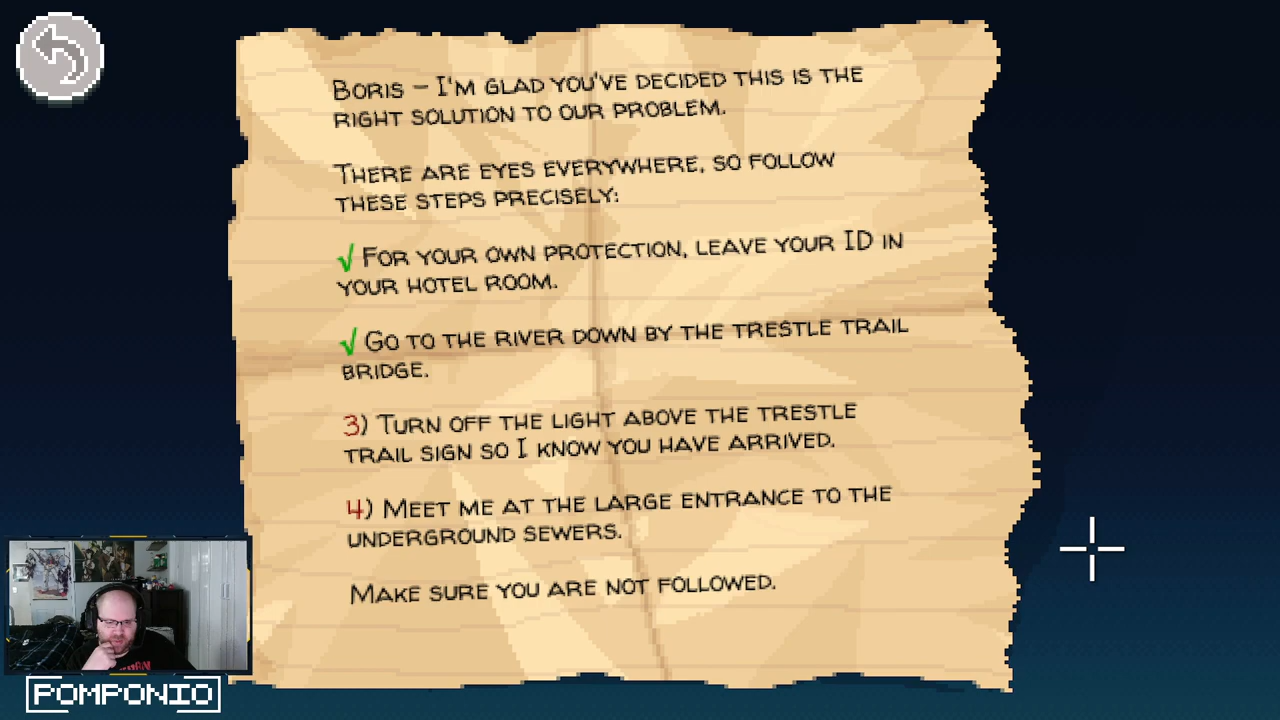 Boris – I'm glad you've decided this is the
right solution to our problem.
There are eyes everywhere, so follow
these steps precisely:
√ For your own protection, leave your ID in
your hotel room.
√ Go to the river down by the trestle trail
bridge.
3) Turn off the light above the trestle
trail sign so I know you have arrived.
4) Meet me at the large entrance to the
underground sewers.
Make sure you are not followed.
POMPONIO